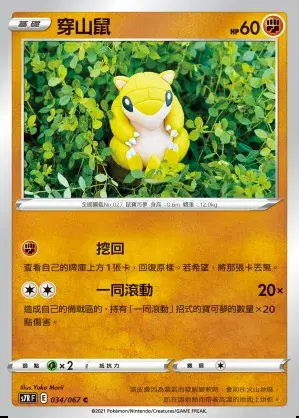 基礎 穿山鼠 HP60
全國圖鑑No.027 鼠寶可夢 身高：0.6m 體重：12.0kg
挖回
查看自己的牌庫上方1張卡，回復原樣。若希望，將那張卡丟棄。
一同滾動 20×
造成自己的備戰區的，持有「一同滾動」招式的寶可夢的數量×20
點傷害。
弱點 ×2 抵抗力 撤退
Illus. Yuka Morii
s7R F E 034/067 C
©2021 Pokémon/Nintendo/Creatures/GAME FREAK.